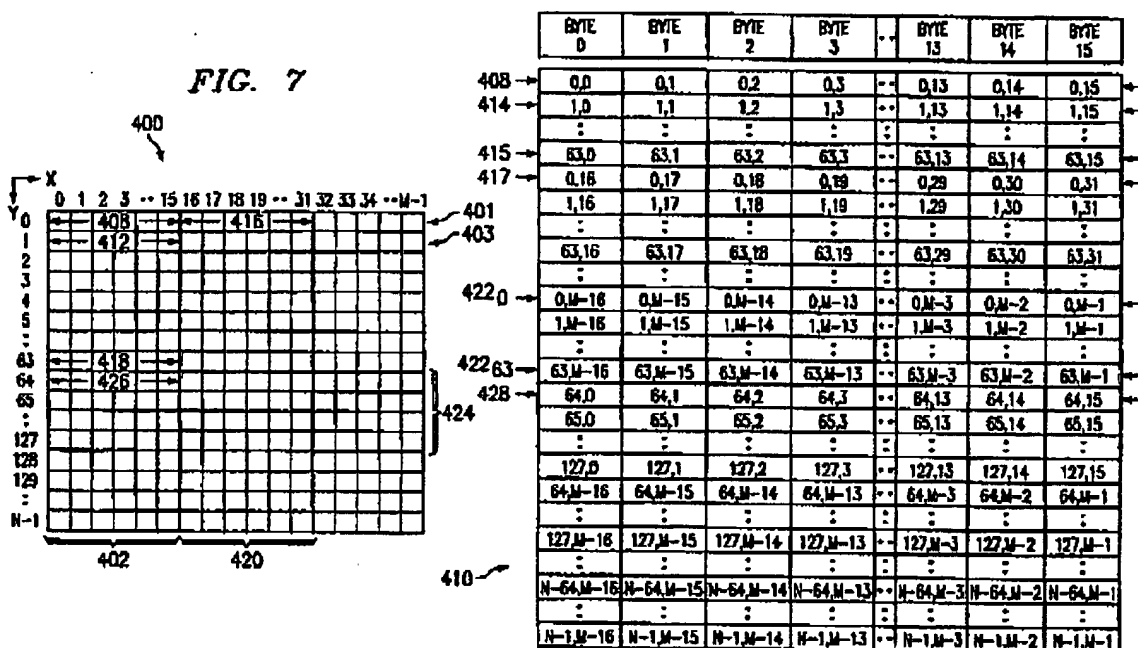 FIG. 7
400
X
0 1 2 3 ·· 15 16 17 18 19 ·· 31 32 33 34 ··M-1
Y
0 408 416 401
1 412 403
2
3
4
5
:
63 418
64 426
65
: 424
127
128
129
:
N-1
402 420
BYTE 0 BYTE 1 BYTE 2 BYTE 3 ·· BYTE 13 BYTE 14 BYTE 15
408 0,0 0,1 0,2 0,3 ·· 0,13 0,14 0,15
414 1,0 1,1 1,2 1,3 ·· 1,13 1,14 1,15
: : : : : : : :
415 63,0 63,1 63,2 63,3 ·· 63,13 63,14 63,15
417 0,16 0,17 0,18 0,19 ·· 0,29 0,30 0,31
1,16 1,17 1,18 1,19 ·· 1,29 1,30 1,31
: : : : : : : :
63,16 63,17 63,18 63,19 ·· 63,29 63,30 63,31
: : : : : : : :
422 0 0,M-16 0,M-15 0,M-14 0,M-13 ·· 0,M-3 0,M-2 0,M-1
1,M-16 1,M-15 1,M-14 1,M-13 ·· 1,M-3 1,M-2 1,M-1
: : : : : : : :
422 63 63,M-16 63,M-15 63,M-14 63,M-13 ·· 63,M-3 63,M-2 63,M-1
428 64,0 64,1 64,2 64,3 ·· 64,13 64,14 64,15
65,0 65,1 65,2 65,3 ·· 65,13 65,14 65,15
: : : : : : : :
127,0 127,1 127,2 127,3 ·· 127,13 127,14 127,15
64,M-16 64,M-15 64,M-14 64,M-13 ·· 64,M-3 64,M-2 64,M-1
: : : : : : : :
127,M-16 127,M-15 127,M-14 127,M-13 ·· 127,M-3 127,M-2 127,M-1
410 : : : : : : : :
N-64,M-16 N-64,M-15 N-64,M-14 N-64,M-13 ·· N-64,M-3 N-64,M-2 N-64,M-1
: : : : : : : :
N-1,M-16 N-1,M-15 N-1,M-14 N-1,M-13 ·· N-1,M-3 N-1,M-2 N-1,M-1